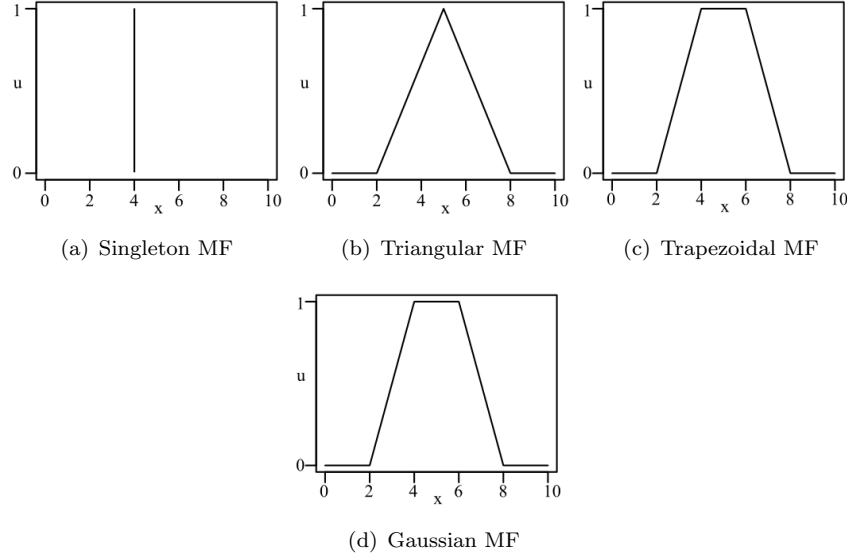 1
u
0
0 2 4 6 8 10
x
(a) Singleton MF
1
u
0
0 2 4 6 8 10
x
(b) Triangular MF
1
u
0
0 2 4 6 8 10
x
(c) Trapezoidal MF
1
u
0
0 2 4 6 8 10
x
(d) Gaussian MF